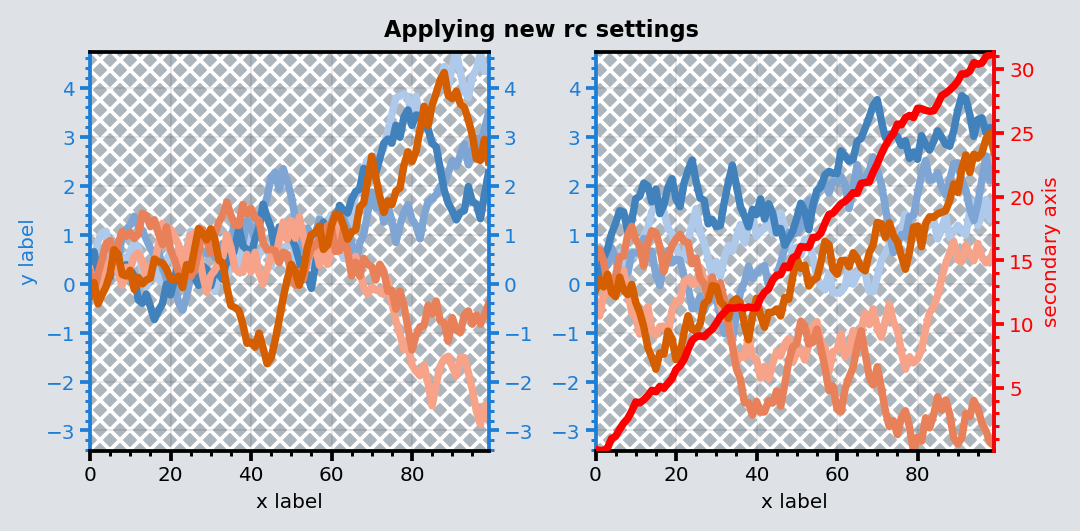 Applying new rc settings
4 4 4 30
3 3 3 25
2 2 2 20
1 1 1
y label
0 0 0 15
secondary axis
−1 −1 −1 10
−2 −2 −2 5
−3 −3 −3
0 20 40 60 80 0 20 40 60 80
x label x label